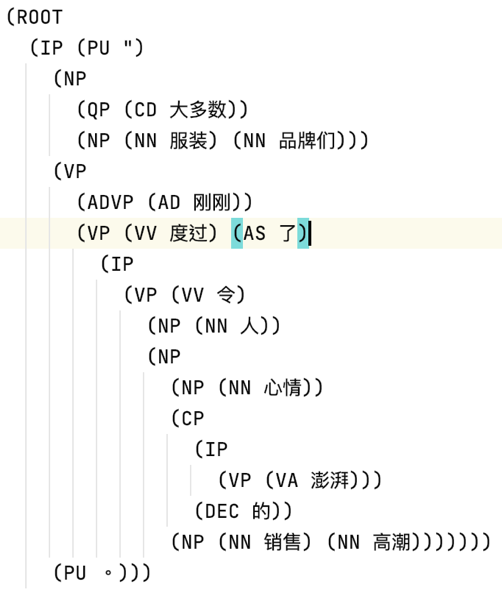 (ROOT
(IP (PU ")
(NP
(QP (CD 大多数))
(NP (NN 服装) (NN 品牌们)))
(VP
(ADVP (AD 刚刚))
(VP (VV 度过) (AS 了)
(IP
(VP (VV 令)
(NP (NN 人))
(NP
(NP (NN 心情))
(CP
(IP
(VP (VA 澎湃)))
(DEC 的))
(NP (NN 销售) (NN 高潮)))))))
(PU 。)))